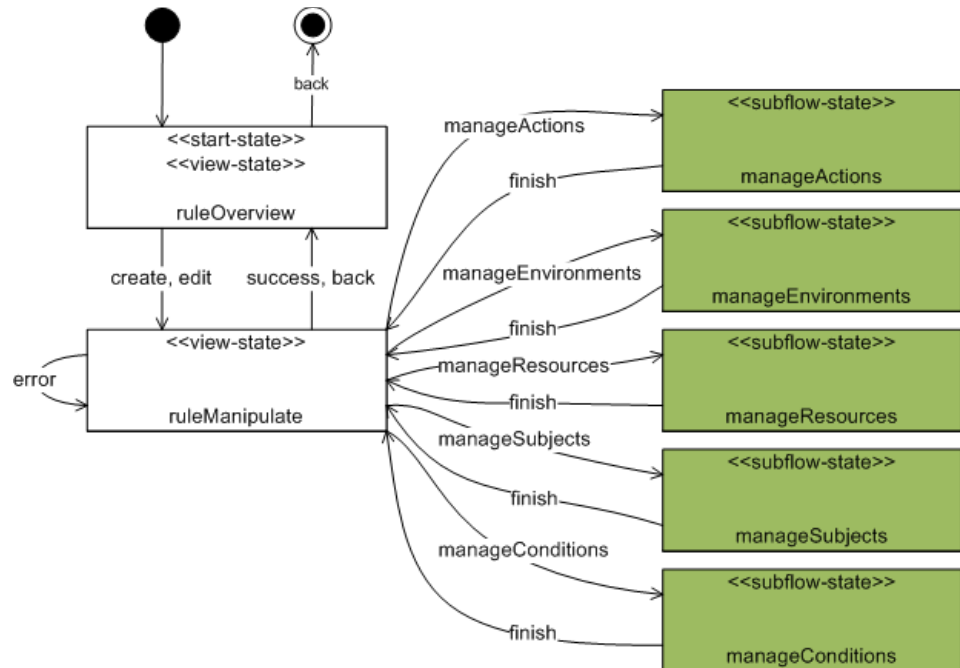 back
<<start-state>>
<<view-state>>
ruleOverview
create, edit
success, back
<<view-state>>
ruleManipulate
error
manageActions
finish
manageEnvironments
finish
manageResources
finish
manageSubjects
finish
manageConditions
finish
<<subflow-state>>
manageActions
<<subflow-state>>
manageEnvironments
<<subflow-state>>
manageResources
<<subflow-state>>
manageSubjects
<<subflow-state>>
manageConditions